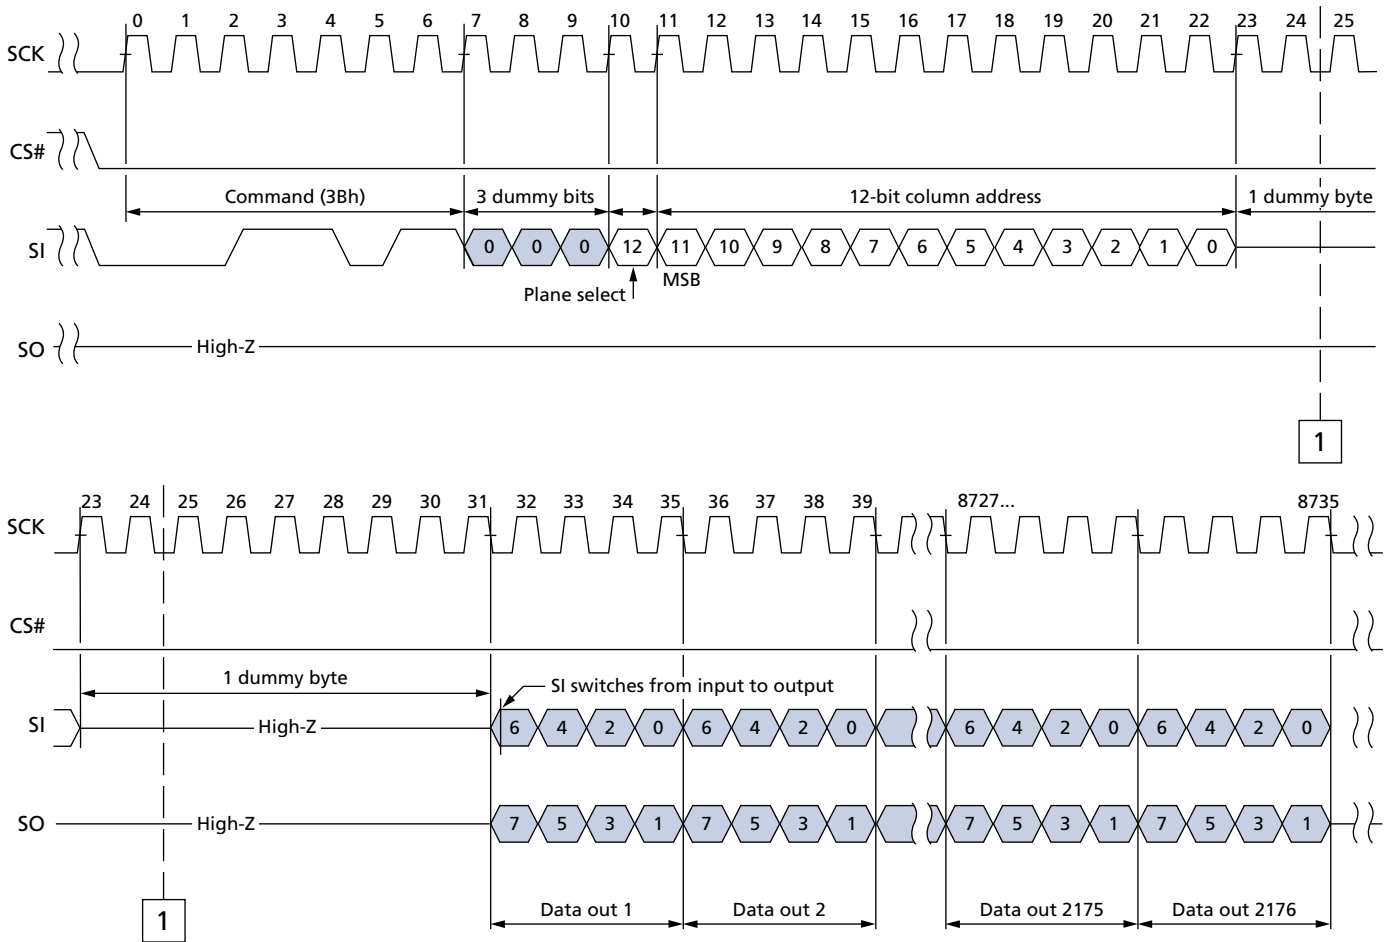 0 1 2 3 4 5 6 7 8 9 10 11 12 13 14 15 16 17 18 19 20 21 22 23 24 25
SCK
CS#
Command (3Bh) 3 dummy bits 12-bit column address 1 dummy byte
SI 0 0 0 12 11 10 9 8 7 6 5 4 3 2 1 0
Plane select MSB
SO High-Z
1
23 24 25 26 27 28 29 30 31 32 33 34 35 36 37 38 39 8727... 8735
SCK
CS#
1 dummy byte SI switches from input to output
SI High-Z 6 4 2 0 6 4 2 0 6 4 2 0 6 4 2 0
SO High-Z 7 5 3 1 7 5 3 1 7 5 3 1 7 5 3 1
1 Data out 1 Data out 2 Data out 2175 Data out 2176